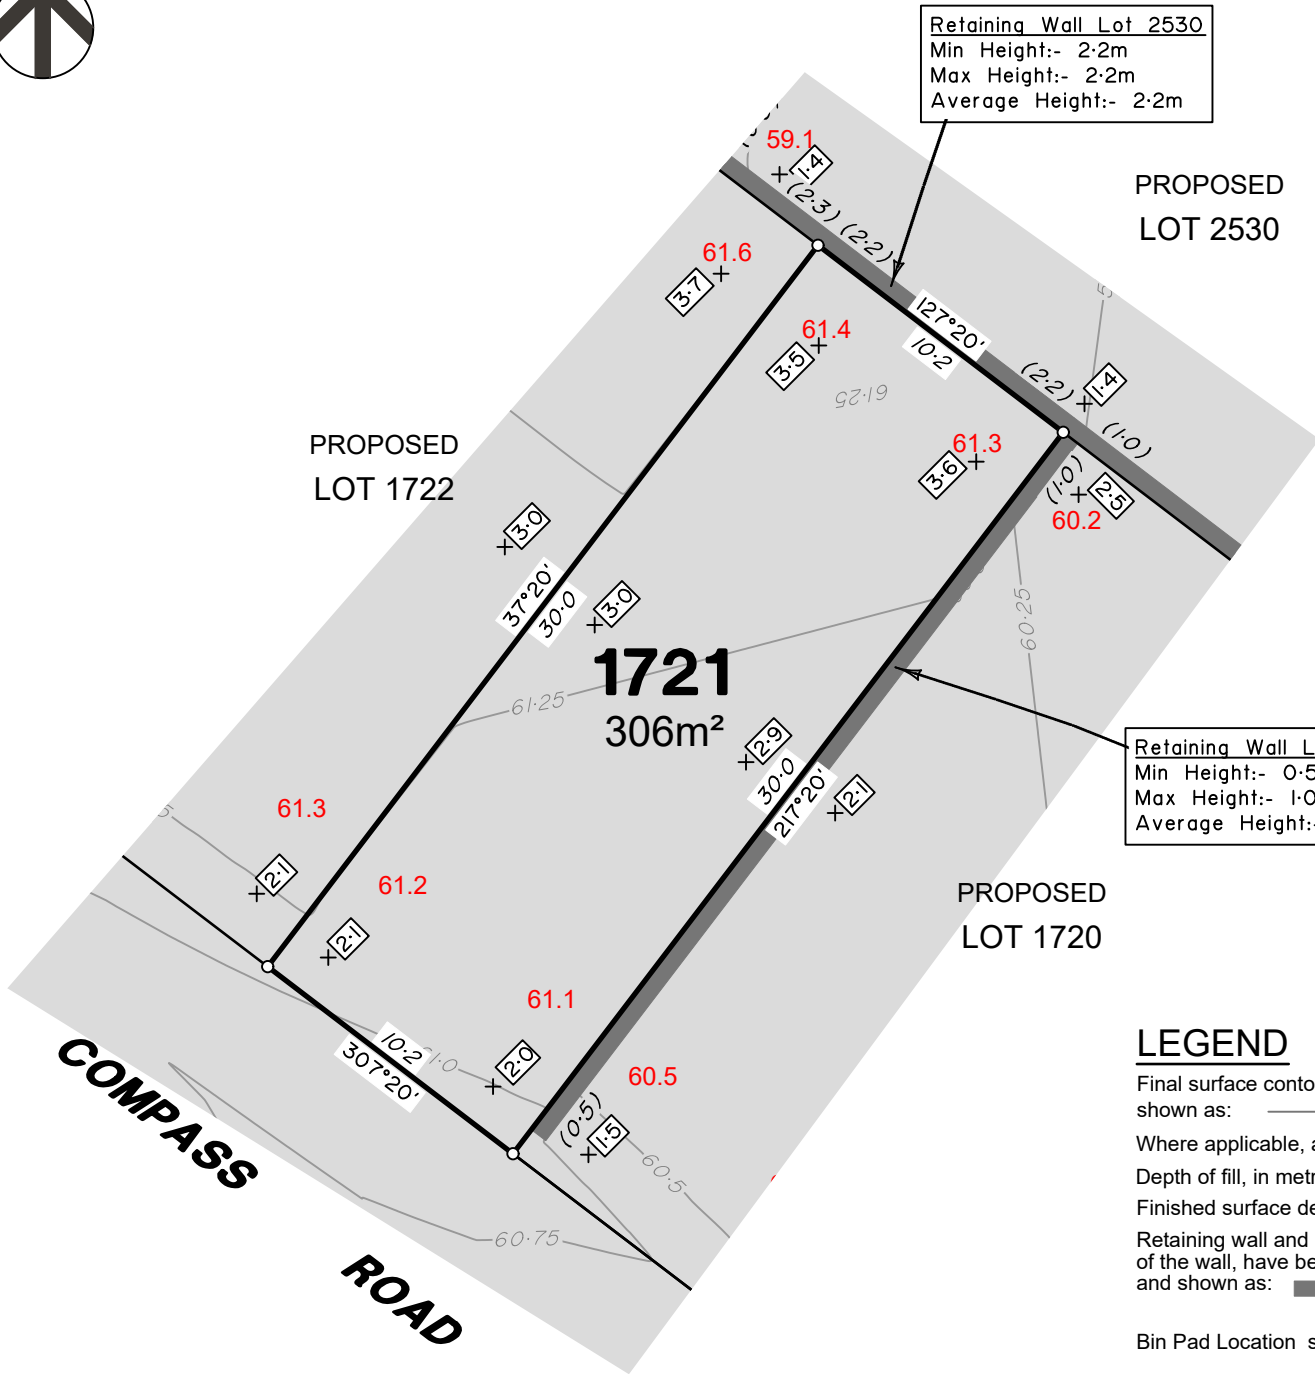 Retaining Wall Lot 2530
Min Height:- 2·2m
Max Height:- 2·2m
Average Height:- 2·2m
59.1
1·4
(2·3)
(2·2)
PROPOSED
LOT 2530
61.6
3·7
61.4
3·5
127°20'
10·2
61·25
(2·2)
1·4
(1·0)
61.3
3·6
(1·0)
2·5
60.2
PROPOSED
LOT 1722
3·0
37°20'
30·0
3·0
60·25
1721
306m²
61·25
2·9
30·0
217°20'
2·1
Retaining Wall L
Min Height:- 0·5
Max Height:- 1·0
Average Height:-
61.3
2·1
61.2
2·1
PROPOSED
LOT 1720
61.1
2·0
10·2
307°20'
1·0
60.5
(0·5)
1·5
60·5
60·75
COMPASS
ROAD
LEGEND
Final surface conto
shown as:
Where applicable, a
Depth of fill, in metr
Finished surface de
Retaining wall and
of the wall, have be
and shown as:
Bin Pad Location s